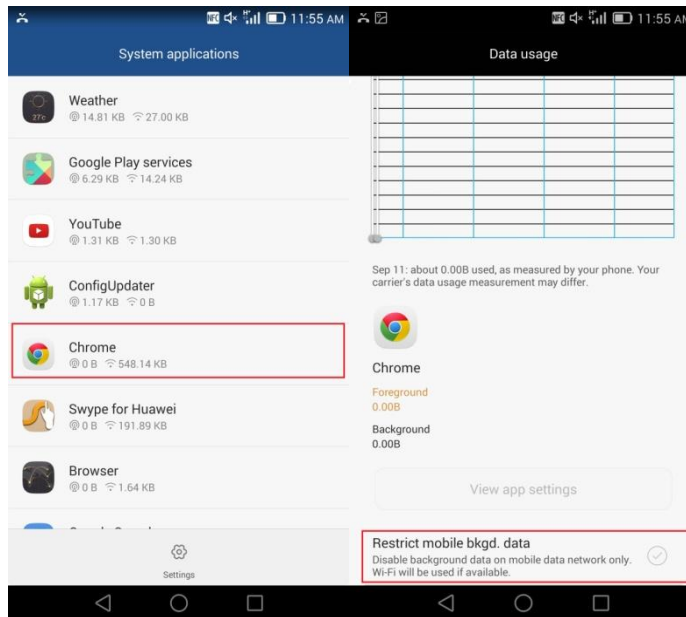 NFC 11:55 AM
System applications
27°c
Weather
14.81 KB 27.00 KB
Google Play services
6.29 KB 14.24 KB
YouTube
1.31 KB 1.30 KB
ConfigUpdater
1.17 KB 0 B
Chrome
0 B 548.14 KB
Swype for Huawei
0 B 191.89 KB
Browser
0 B 1.64 KB
Settings
NFC 11:55 AM
Data usage
Sep 11: about 0.00B used, as measured by your phone. Your
carrier's data usage measurement may differ.
Chrome
Foreground
0.00B
Background
0.00B
View app settings
Restrict mobile bkgd. data
Disable background data on mobile data network only.
Wi-Fi will be used if available.